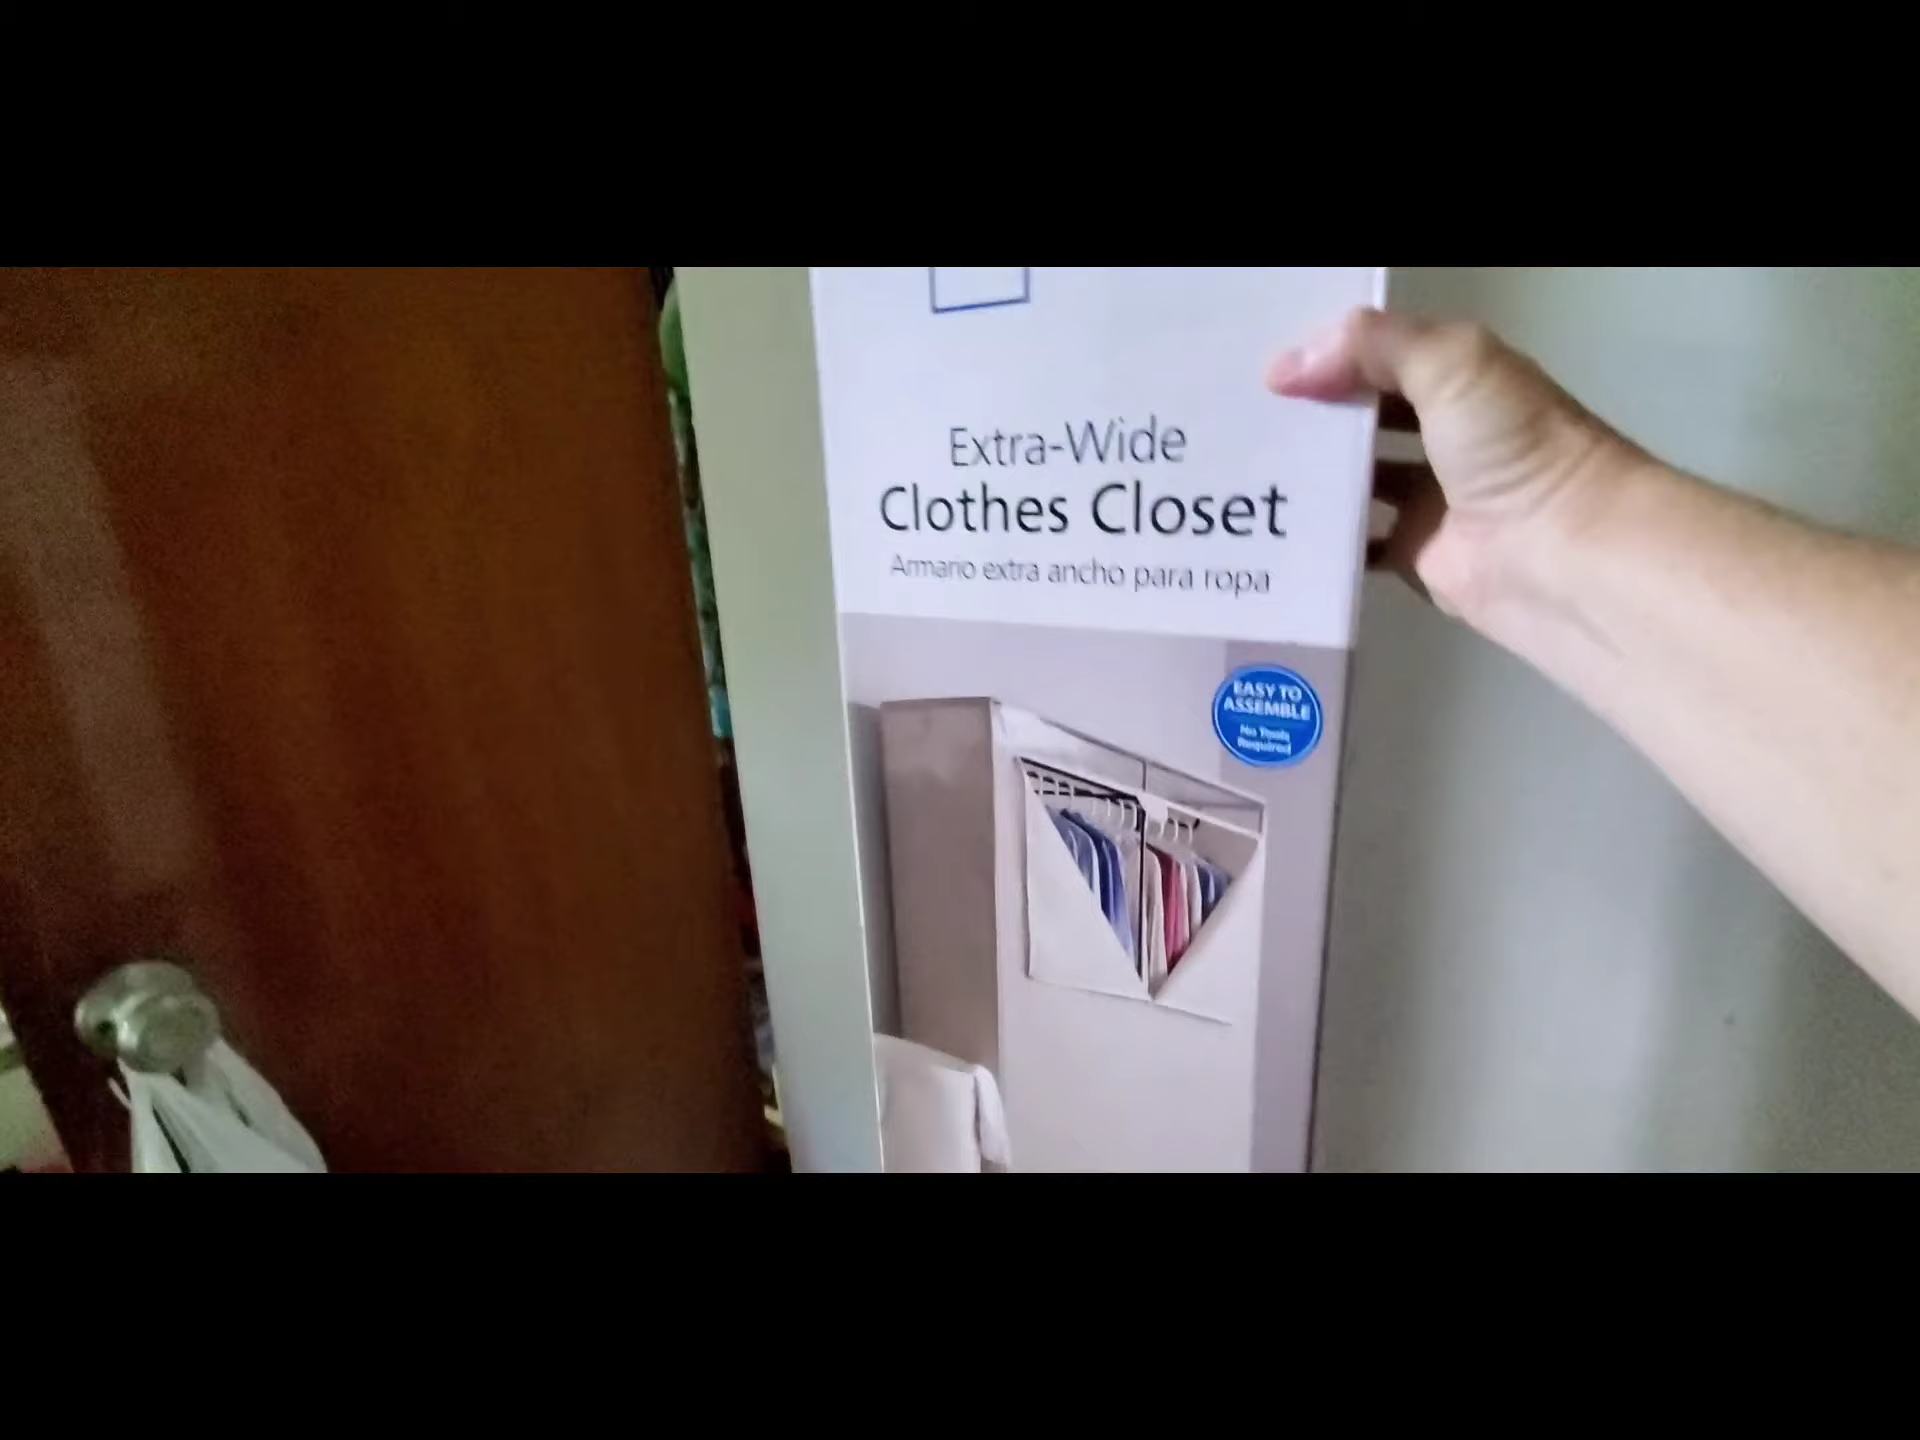 Extra-Wide
Clothes Closet
Armario extra ancho para ropa
EASY TO
ASSEMBLE
No Tools
Required